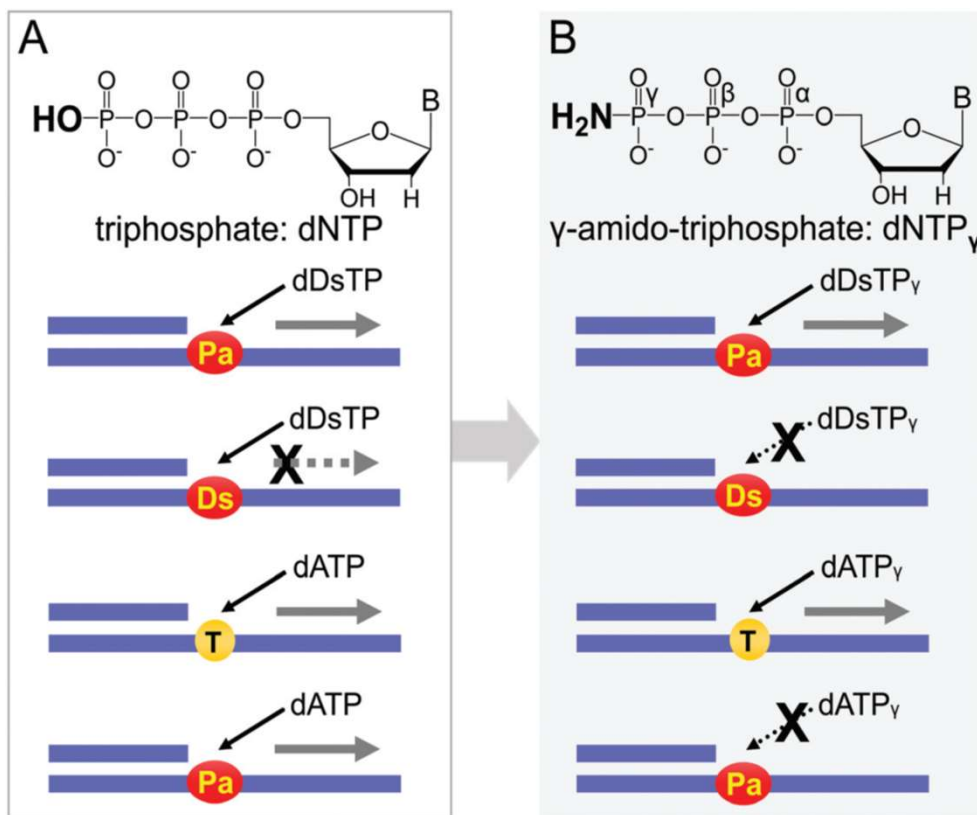 A
O O O B
HO P O P O P O O
O- O- O-
OH H
triphosphate: dNTP
dDsTP
Pa
dDsTP
X
Ds
dATP
T
dATP
Pa
B
O O O B
γ β α
H₂N P O P O P O O
O- O- O-
OH H
γ-amido-triphosphate: dNTPγ
dDsTPγ
Pa
dDsTPγ
X
Ds
dATPγ
T
dATPγ
X
Pa